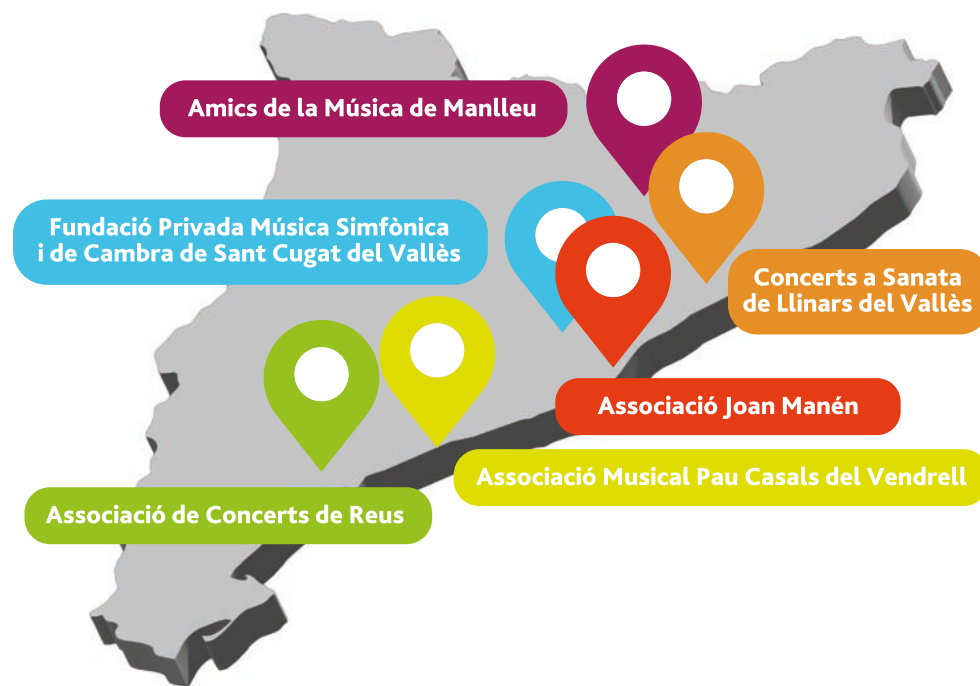 Amics de la Música de Manlleu
Fundació Privada Música Simfònica
i de Cambra de Sant Cugat del Vallès
Concerts a Sanata
de Llinars del Vallès
Associació Joan Manén
Associació Musical Pau Casals del Vendrell
Associació de Concerts de Reus